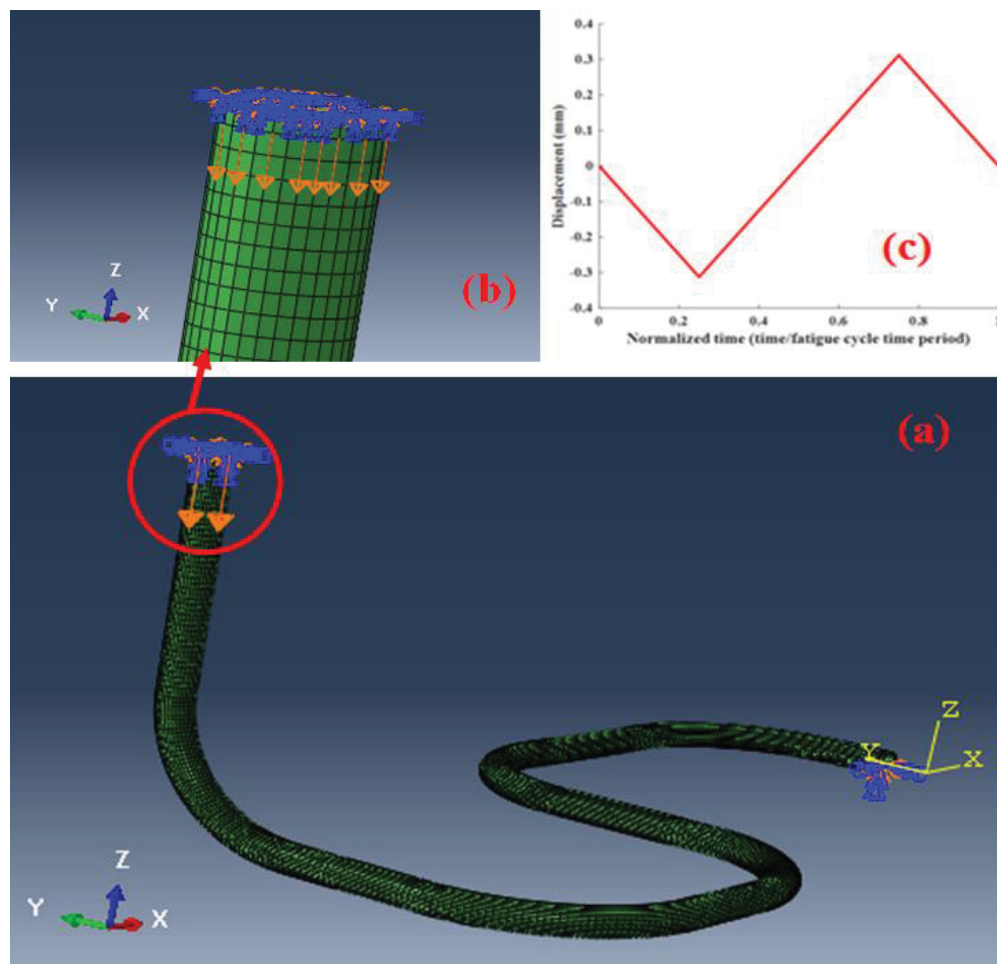 Z
Y
X
(b)
0.4
0.3
0.2
0.1
0
-0.1
-0.2
-0.3
-0.4
Displacement (mm)
(c)
0
0.2
0.4
0.6
0.8
1
Normalized time (time/fatigue cycle time period)
(a)
Z
Y
X
Z
Y
X